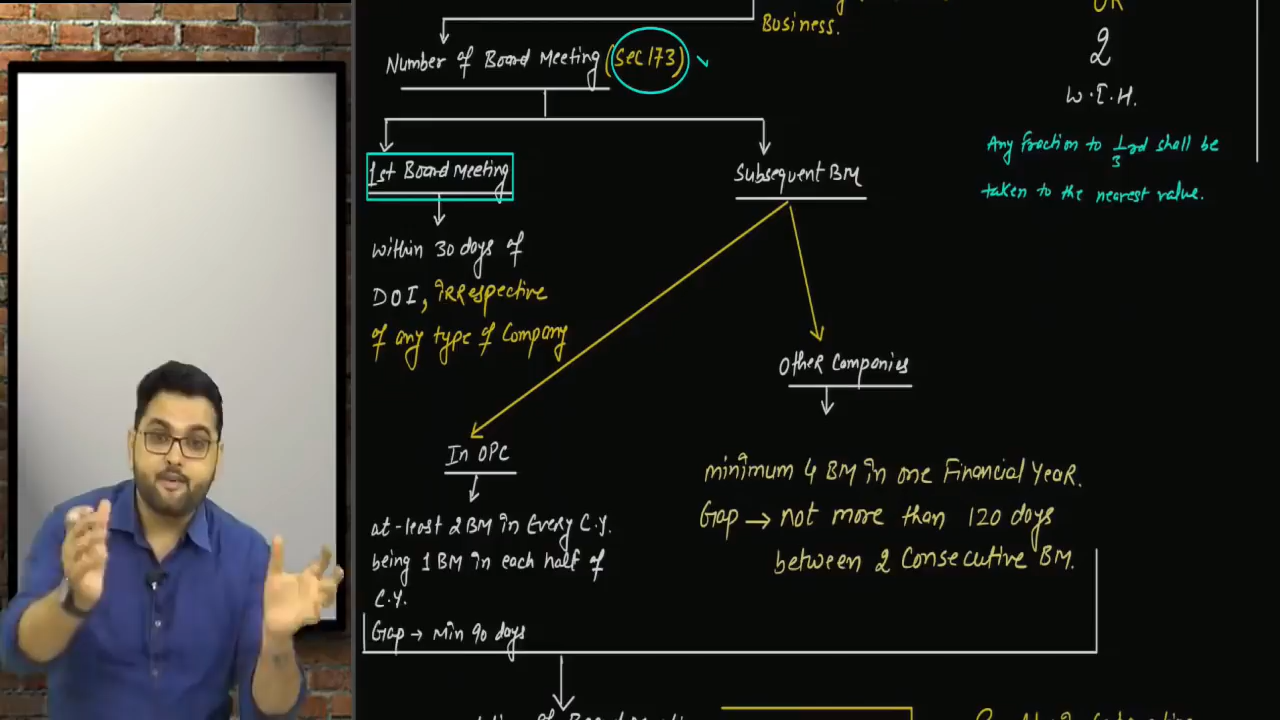 OR
Business.
2
Number of Board Meeting (Sec 173)
W.I.H.
Any fraction to 1/3rd shall be
taken to the nearest value.
1st Board Meeting
Subsequent BM
within 30 days of
DOI, irrespective
of any type of Company
Other Companies
In OPC
minimum 4 BM in one Financial Year.
Gap → not more than 120 days
between 2 Consecutive BM.
at-least 2 BM in Every C.Y.
being 1 BM in each half of
C.Y.
Gap → min 90 days